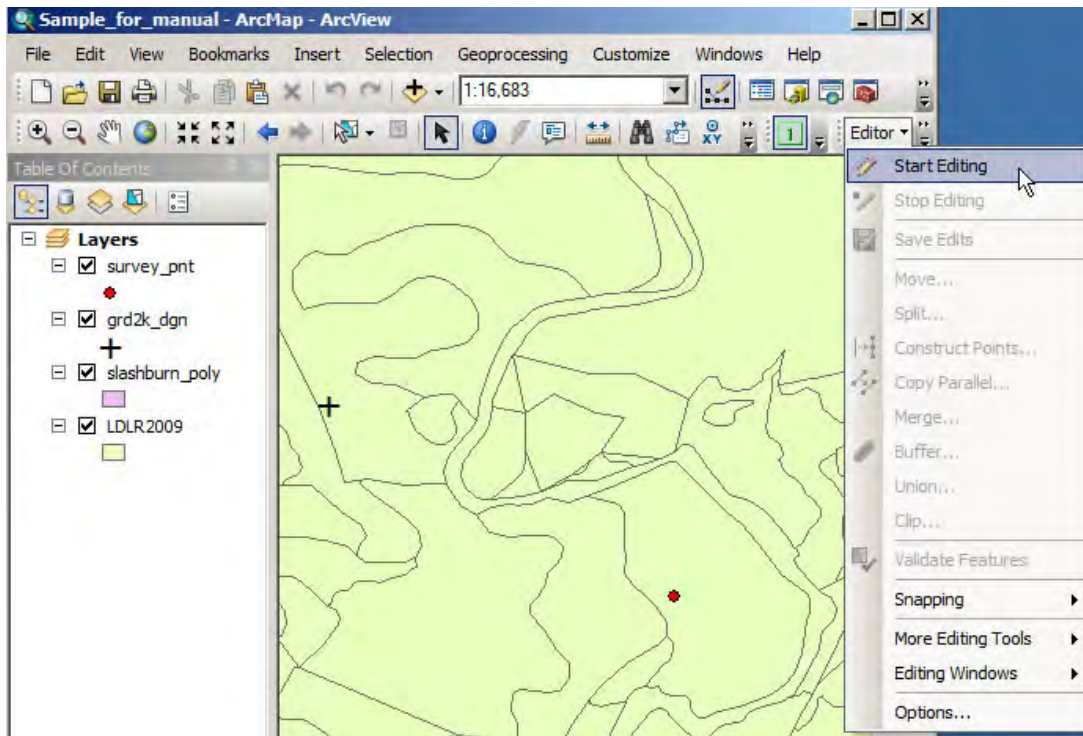 Sample_for_manual - ArcMap - ArcView
File Edit View Bookmarks Insert Selection Geoprocessing Customize Windows Help
1:16,683
1 Editor
Table Of Contents
Layers
survey_pnt
grd2k_dgn
slashburn_poly
LDLR2009
Start Editing
Stop Editing
Save Edits
Move...
Split...
Construct Points...
Copy Parallel...
Merge...
Buffer...
Union...
Clip...
Validate Features
Snapping
More Editing Tools
Editing Windows
Options...